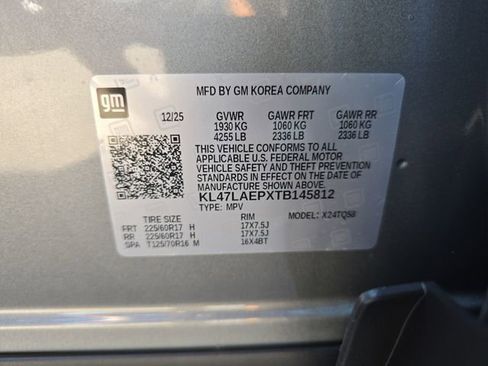 gm
MFD BY GM KOREA COMPANY
12/25 GVWR GAWR FRT GAWR RR
1930 KG 1060 KG 1060 KG
4255 LB 2336 LB 2336 LB
THIS VEHICLE CONFORMS TO ALL
APPLICABLE U.S. FEDERAL MOTOR
VEHICLE SAFETY AND THEFT PREVENTION
STANDARDS IN EFFECT ON THE DATE OF
MANUFACTURE SHOWN ABOVE.
KL47LAEPXTB145812
TYPE: MPV MODEL: X24TQ58
TIRE SIZE RIM
FRT 225/60R17 H 17X7.5J
RR 225/60R17 H 17X7.5J
SPA T125/70R16 M 16X4BT